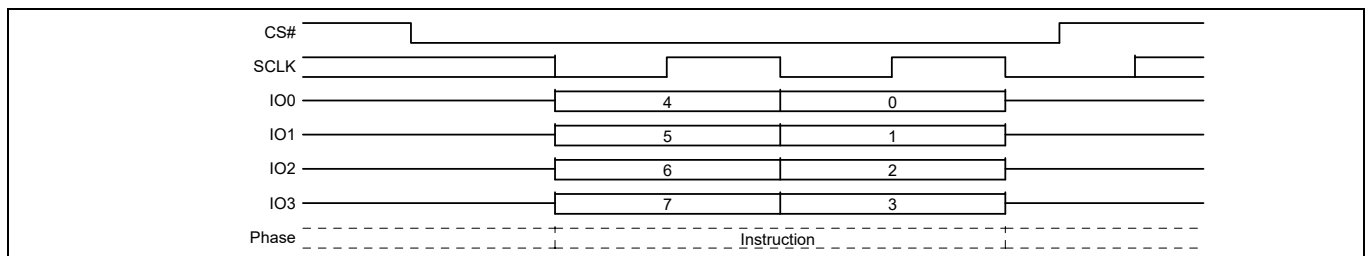 CS#
SCLK
IO0 4 0
IO1 5 1
IO2 6 2
IO3 7 3
Phase Instruction